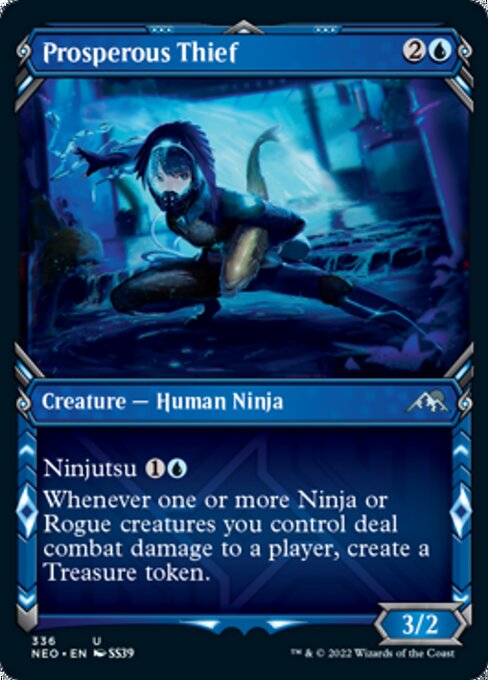 Prosperous Thief 2
Creature — Human Ninja
Ninjutsu 1
Whenever one or more Ninja or
Rogue creatures you control deal
combat damage to a player, create a
Treasure token.
3/2
336 U
NEO • EN SS39
™ & © 2022 Wizards of the Coast